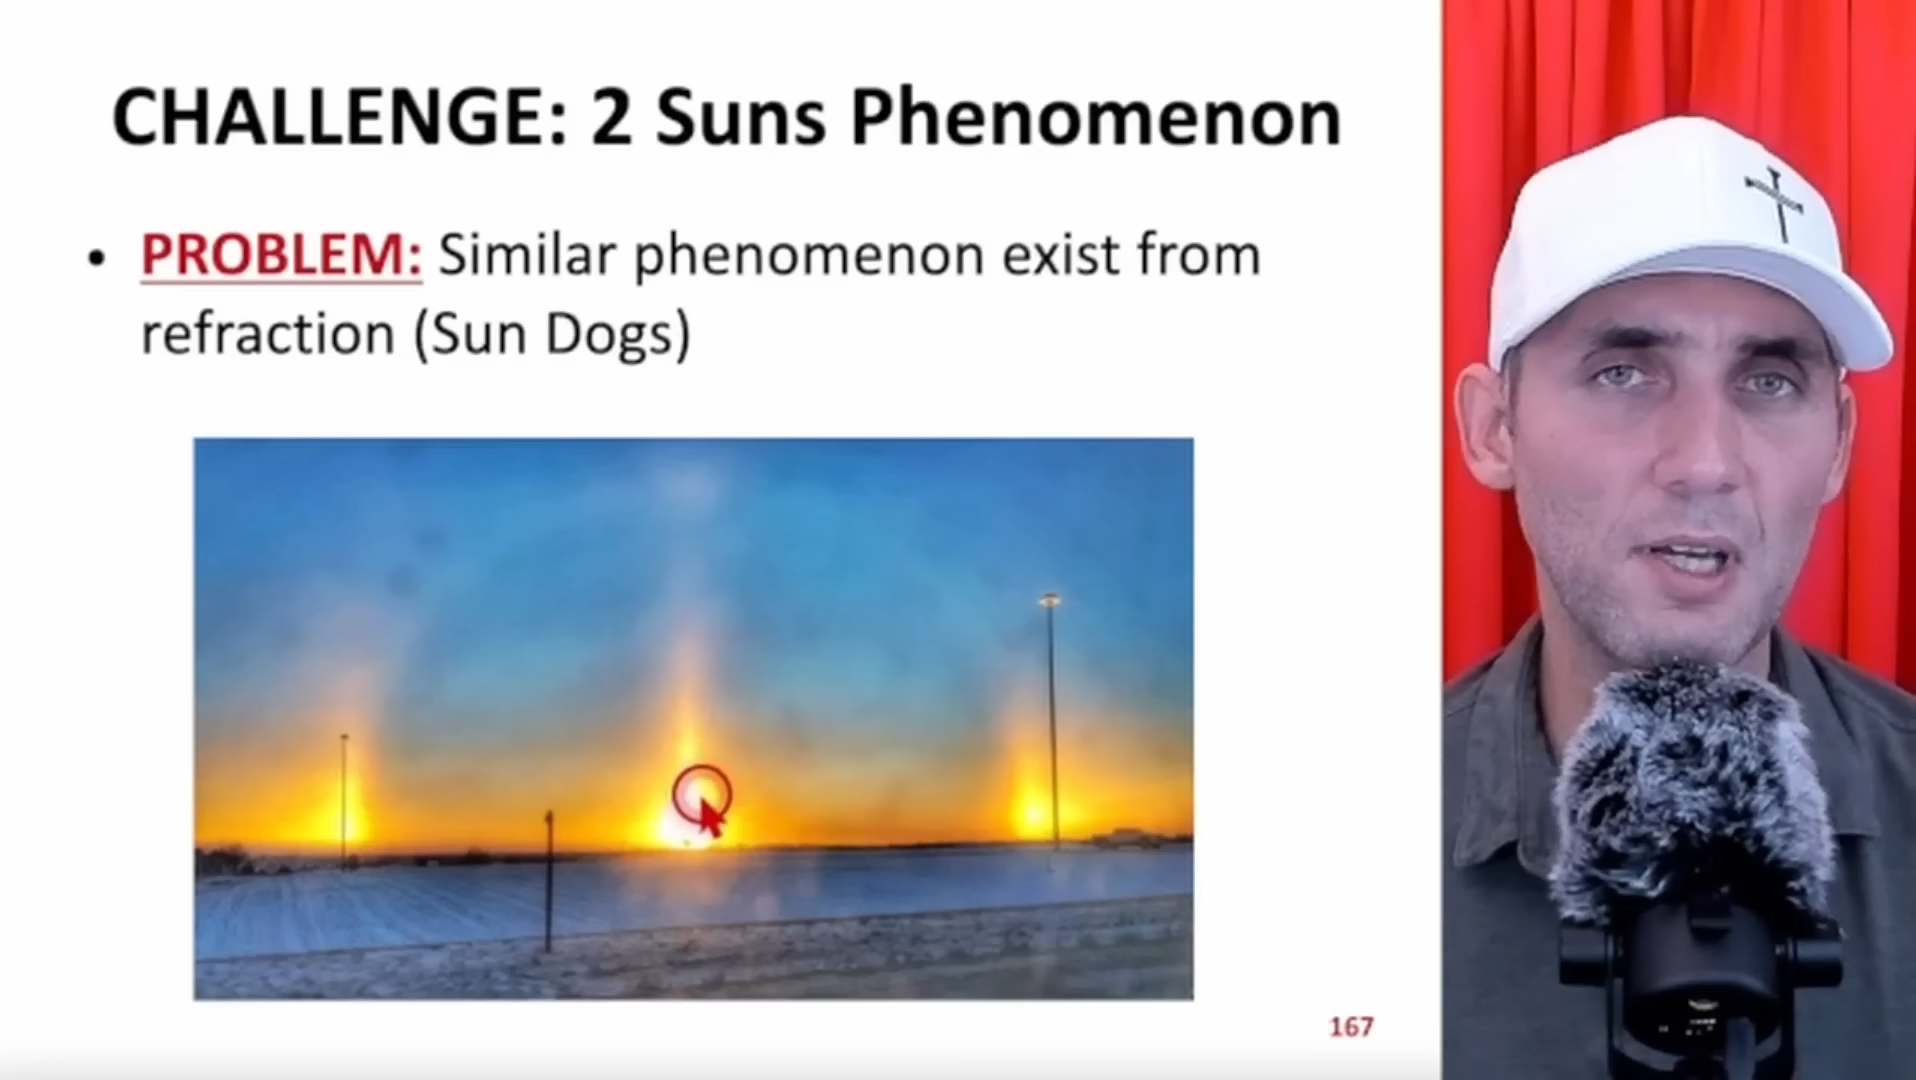 CHALLENGE: 2 Suns Phenomenon
• PROBLEM: Similar phenomenon exist from
refraction (Sun Dogs)
167